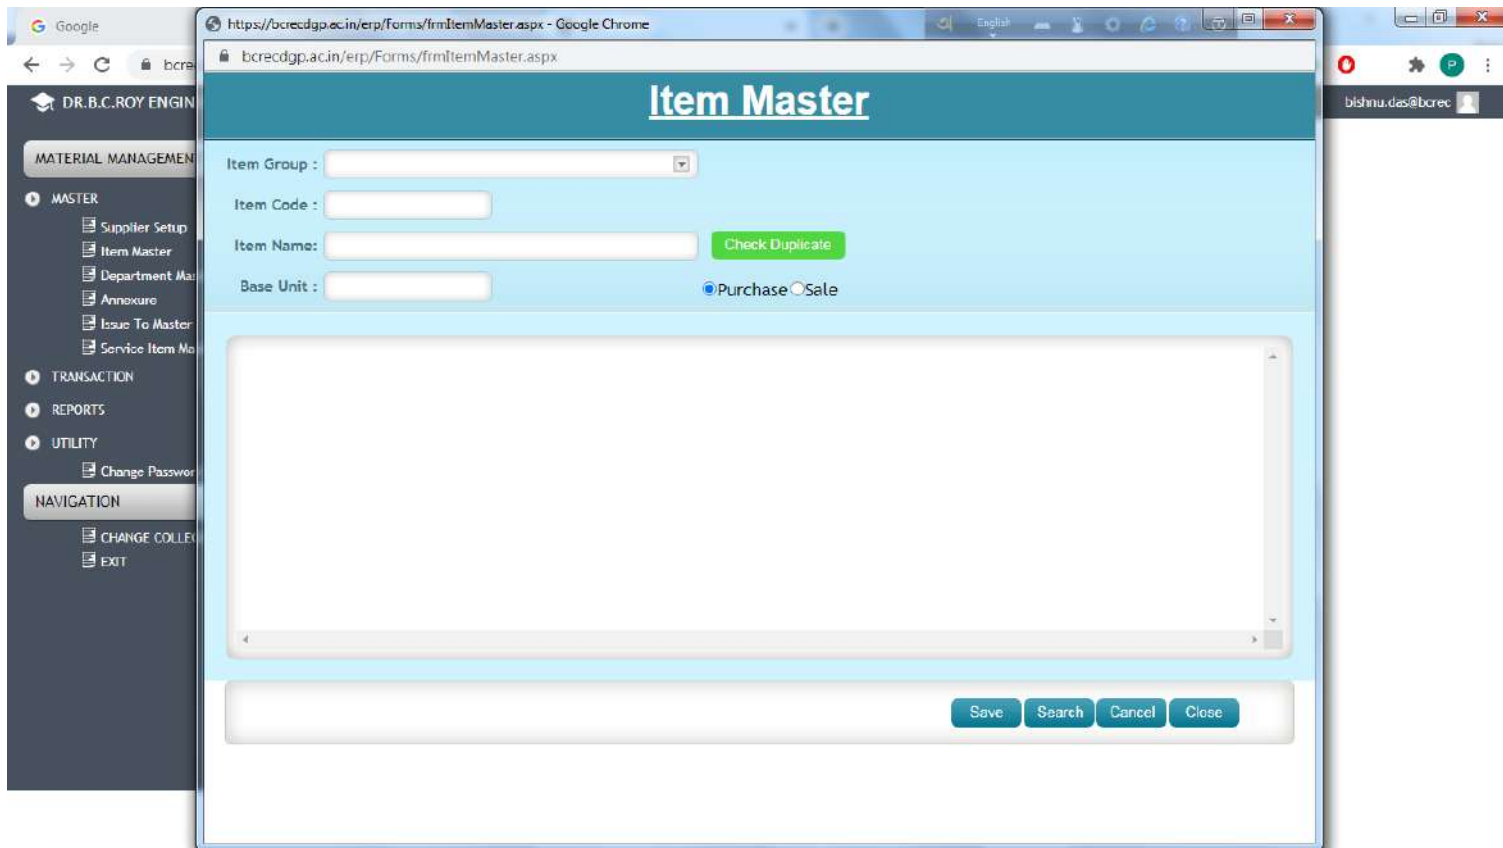 Google
https://bcrecdgp.ac.in/erp/Forms/frmItemMaster.aspx - Google Chrome
English
bcrecdgp.ac.in/erp/Forms/frmItemMaster.aspx
bcre
P
DR.B.C.ROY ENGIN
bishnu.das@bcrec
Item Master
MATERIAL MANAGEMEN
MASTER
Supplier Setup
Item Master
Department Mas
Annexure
Issue To Master
Service Item Ma
TRANSACTION
REPORTS
UTILITY
Change Passwor
NAVIGATION
CHANGE COLLEG
EXIT
Item Group :
Item Code :
Item Name:
Check Duplicate
Base Unit :
Purchase Sale
Save Search Cancel Close